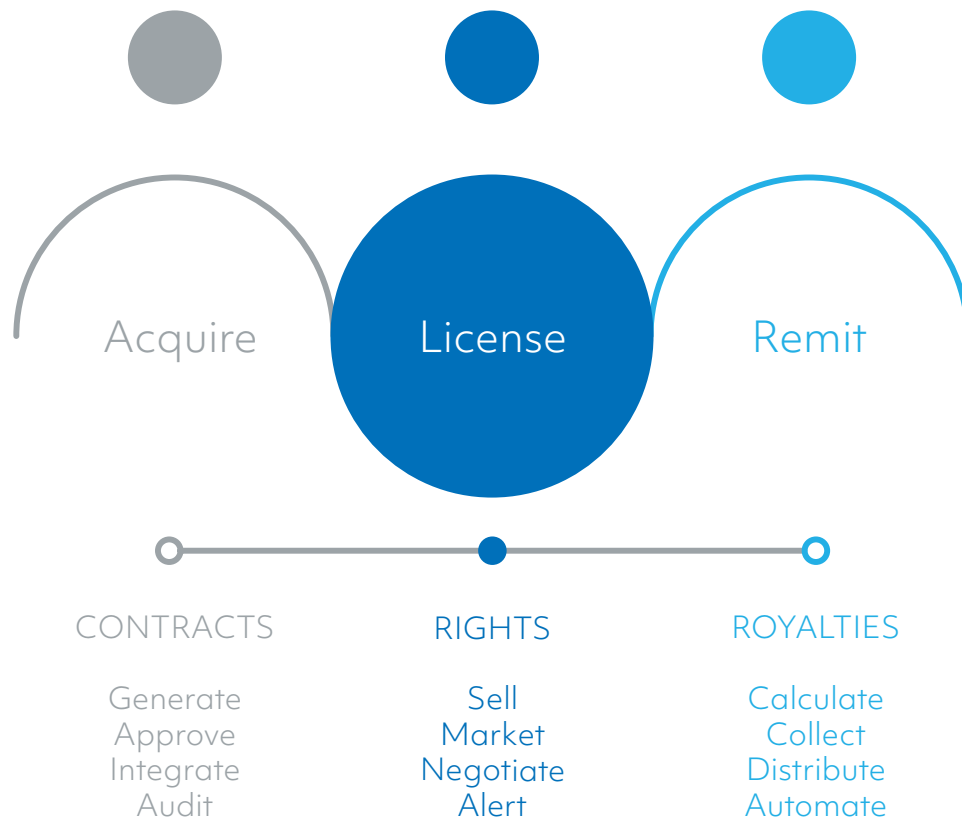 Acquire
License
Remit
CONTRACTS
Generate
Approve
Integrate
Audit
RIGHTS
Sell
Market
Negotiate
Alert
ROYALTIES
Calculate
Collect
Distribute
Automate